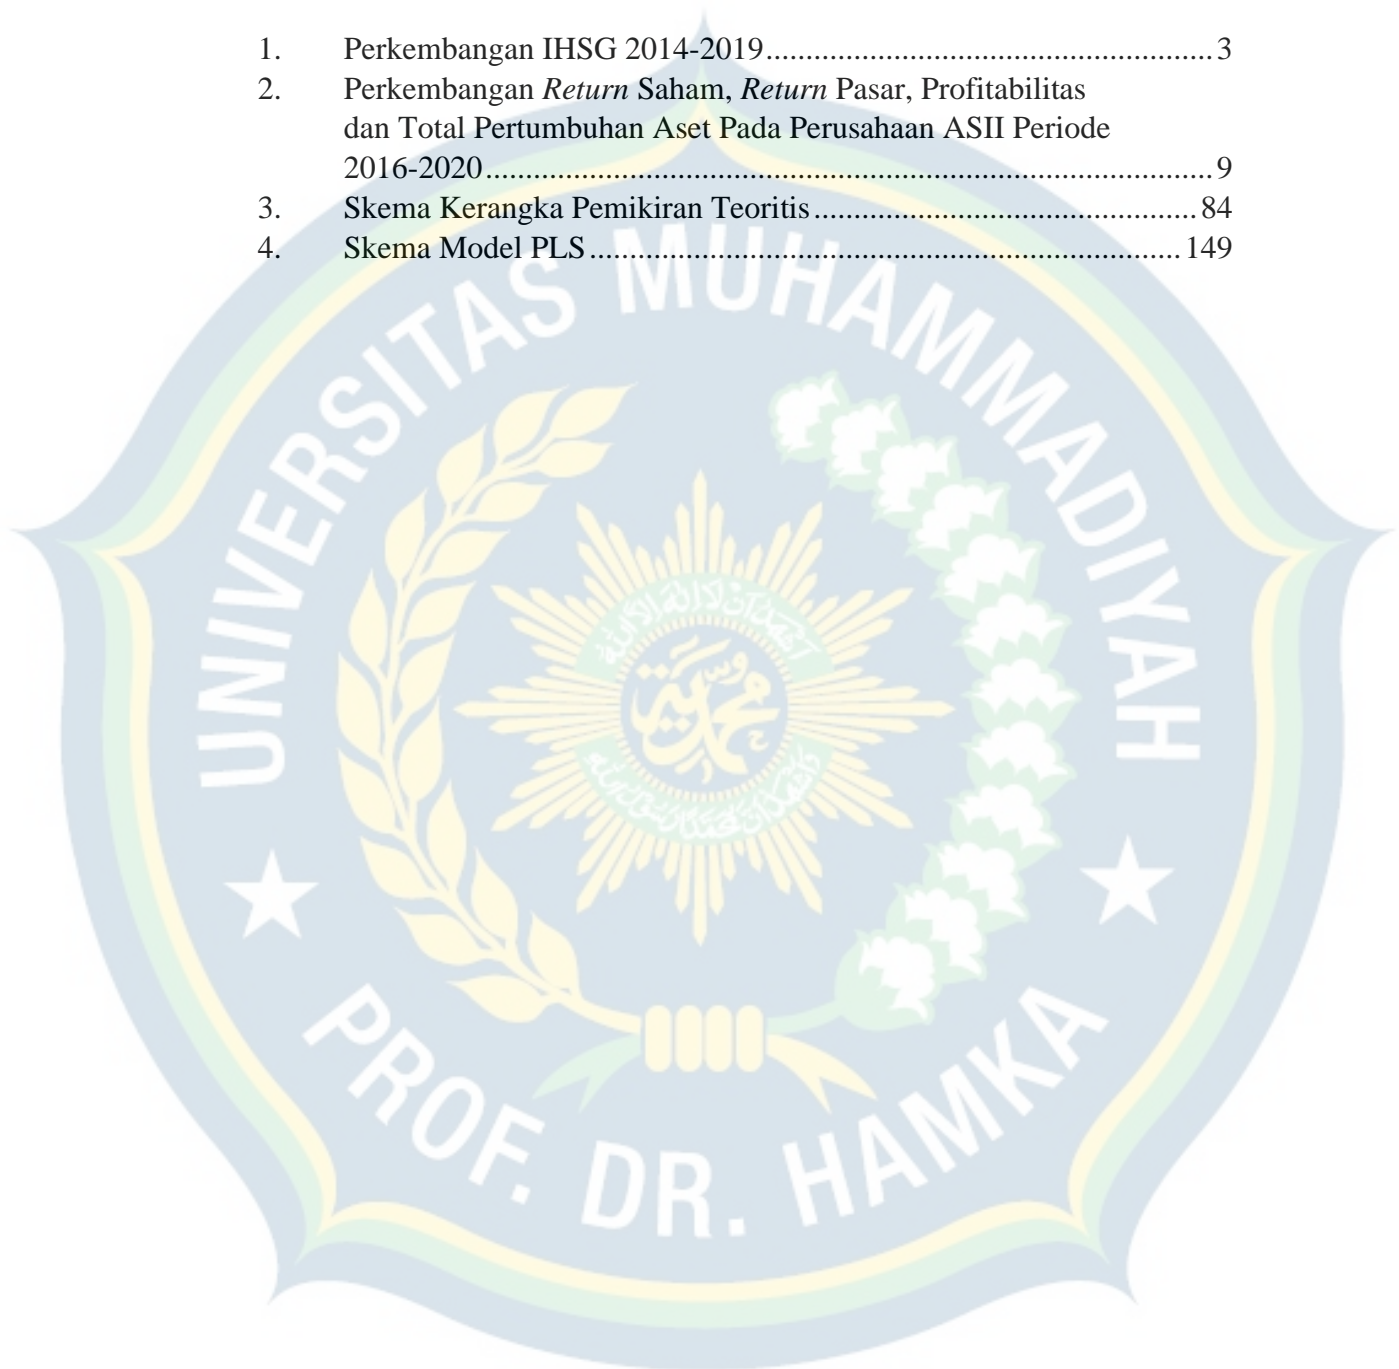 1. Perkembangan IHSG 2014-2019.......................................................3
2. Perkembangan Return Saham, Return Pasar, Profitabilitas
dan Total Pertumbuhan Aset Pada Perusahaan ASII Periode
2016-2020...........................................................................................9
3. Skema Kerangka Pemikiran Teoritis................................................84
4. Skema Model PLS..........................................................................149
UNIVERSITAS MUHAMMADIYAH
محمدية
PROF. DR. HAMKA